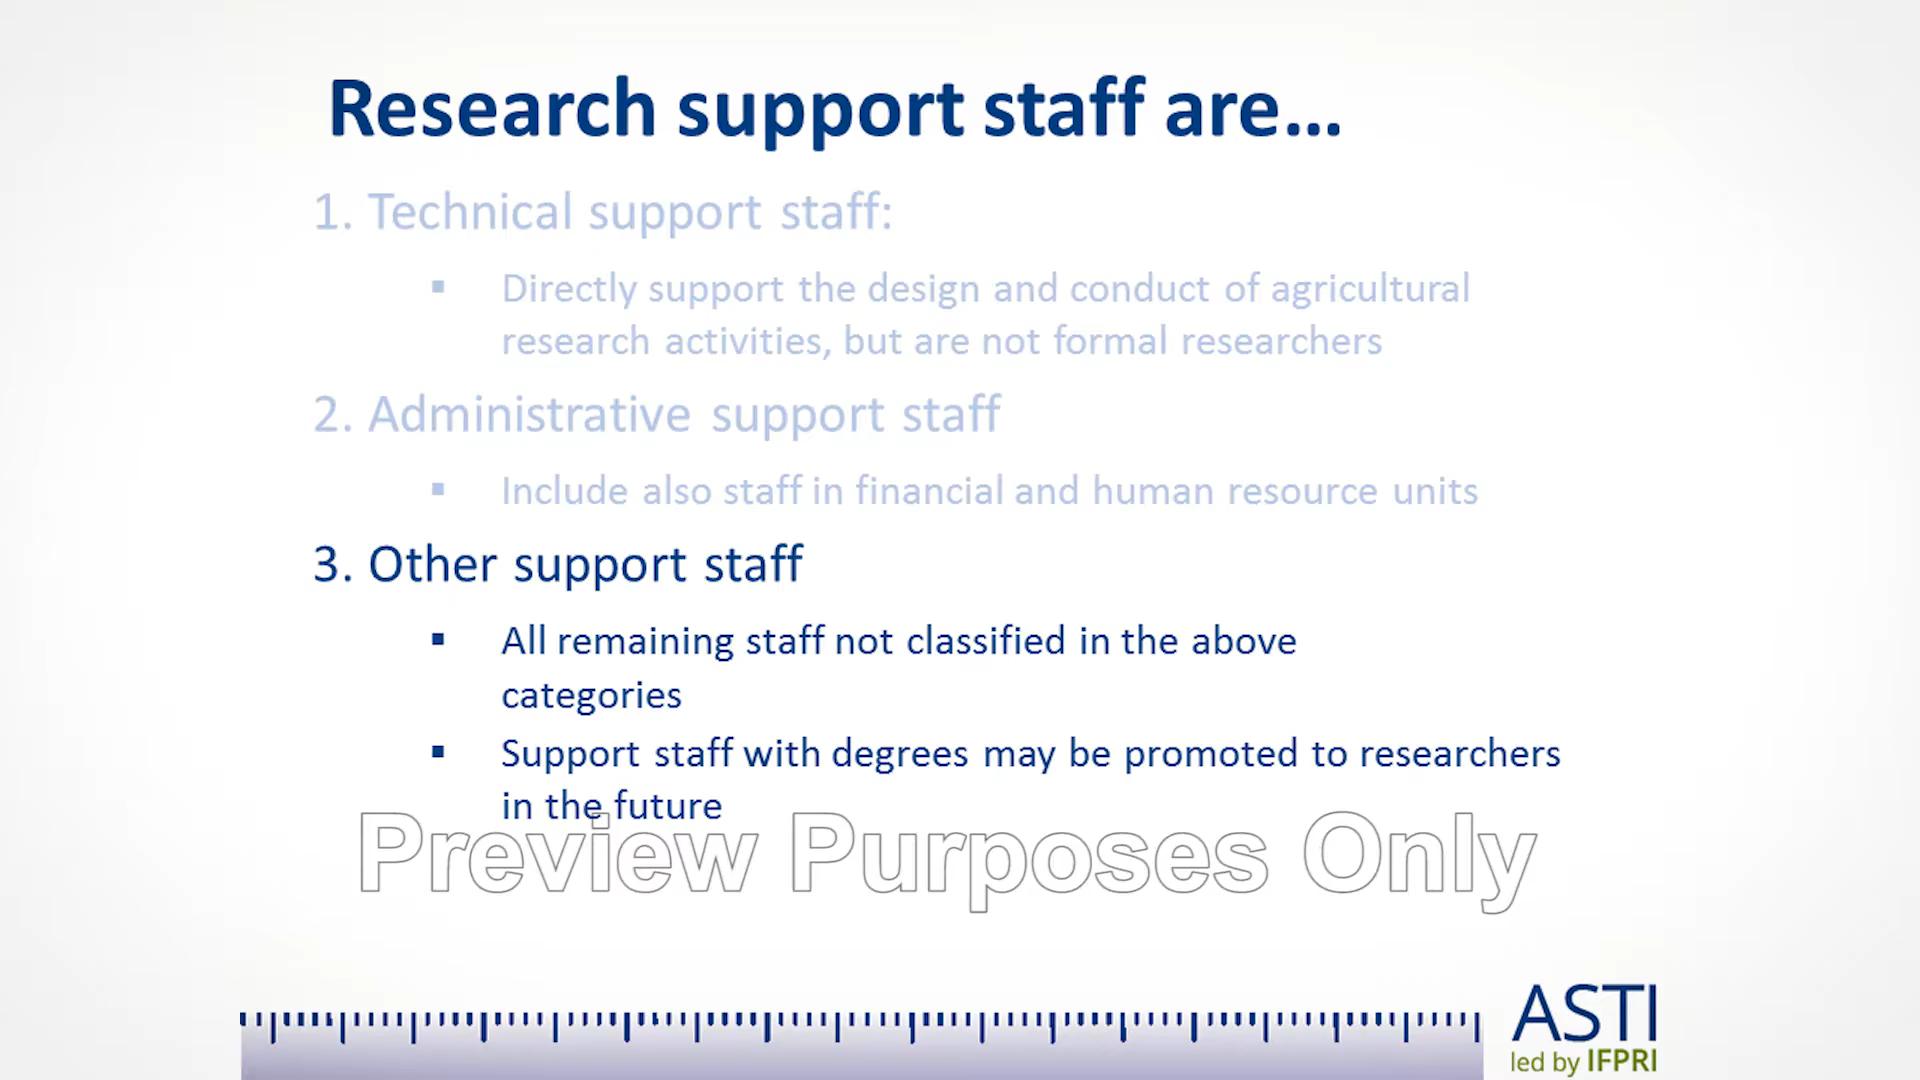 Research support staff are...
1. Technical support staff:
▪ Directly support the design and conduct of agricultural
research activities, but are not formal researchers
2. Administrative support staff
▪ Include also staff in financial and human resource units
3. Other support staff
▪ All remaining staff not classified in the above
categories
▪ Support staff with degrees may be promoted to researchers
in the future
Preview Purposes Only
ASTI
led by IFPRI